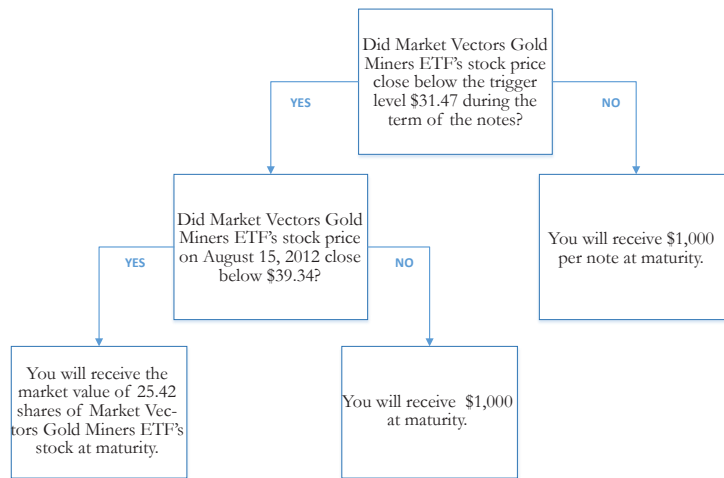 Did Market Vectors Gold
Miners ETF's stock price
close below the trigger
level $31.47 during the
term of the notes?
YES
NO
Did Market Vectors Gold
Miners ETF's stock price
on August 15, 2012 close
below $39.34?
You will receive $1,000
per note at maturity.
YES
NO
You will receive the
market value of 25.42
shares of Market Vec-
tors Gold Miners ETF's
stock at maturity.
You will receive $1,000
at maturity.